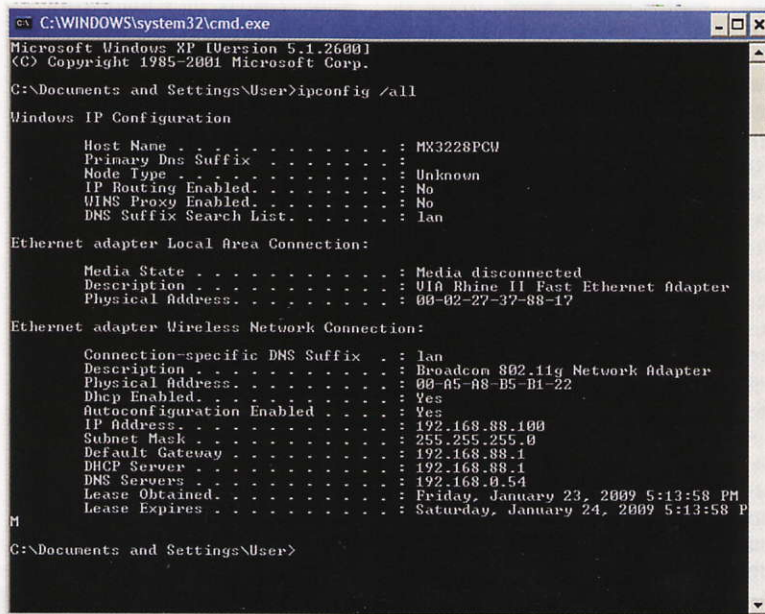 C:\WINDOWS\system32\cmd.exe
Microsoft Windows XP [Version 5.1.2600]
(C) Copyright 1985-2001 Microsoft Corp.
C:\Documents and Settings\User>ipconfig /all
Windows IP Configuration
Host Name . . . . . . . . . . . . : MX3228PCW
Primary Dns Suffix . . . . . . . :
Node Type . . . . . . . . . . . . : Unknown
IP Routing Enabled. . . . . . . . : No
WINS Proxy Enabled. . . . . . . . : No
DNS Suffix Search List. . . . . . : lan
Ethernet adapter Local Area Connection:
Media State . . . . . . . . . . . : Media disconnected
Description . . . . . . . . . . . : VIA Rhine II Fast Ethernet Adapter
Physical Address. . . . . . . . . : 00-02-27-37-88-17
Ethernet adapter Wireless Network Connection:
Connection-specific DNS Suffix . : lan
Description . . . . . . . . . . . : Broadcom 802.11g Network Adapter
Physical Address. . . . . . . . . : 00-A5-A8-B5-B1-22
Dhcp Enabled. . . . . . . . . . . : Yes
Autoconfiguration Enabled . . . . : Yes
IP Address. . . . . . . . . . . . : 192.168.88.100
Subnet Mask . . . . . . . . . . . : 255.255.255.0
Default Gateway . . . . . . . . . : 192.168.88.1
DHCP Server . . . . . . . . . . . : 192.168.88.1
DNS Servers . . . . . . . . . . . : 192.168.0.54
Lease Obtained. . . . . . . . . . : Friday, January 23, 2009 5:13:58 PM
Lease Expires . . . . . . . . . . : Saturday, January 24, 2009 5:13:58 P
M
C:\Documents and Settings\User>